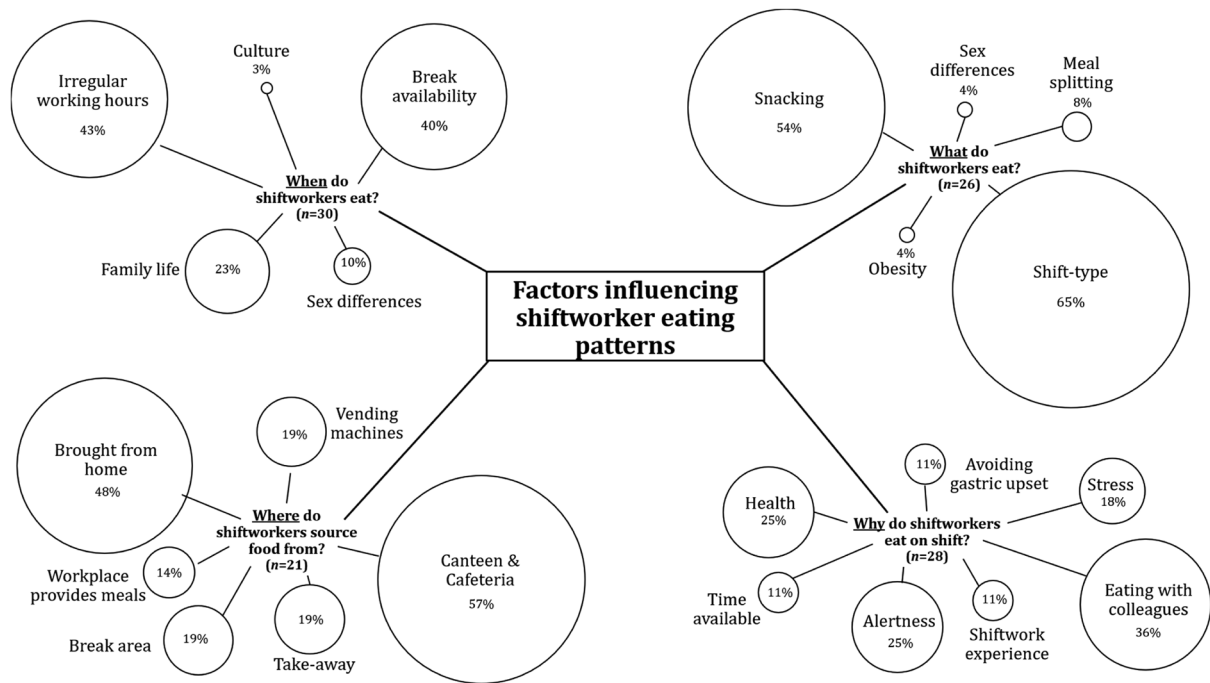 Irregular
working hours
43%
Culture
3%
Break
availability
40%
When do
shiftworkers eat?
(n=30)
Family life
23%
10%
Sex differences
Snacking
54%
Sex
differences
4%
Meal
splitting
8%
What do
shiftworkers eat?
(n=26)
4%
Obesity
Shift-type
65%
Factors influencing
shiftworker eating
patterns
Brought from
home
48%
19%
Vending
machines
Where do
shiftworkers source
food from?
(n=21)
Workplace
provides meals
14%
Break area
19%
19%
Take-away
Canteen &
Cafeteria
57%
Health
25%
11%
Avoiding
gastric upset
Stress
18%
Why do shiftworkers
eat on shift?
(n=28)
Time
available
11%
Alertness
25%
11%
Shiftwork
experience
Eating with
colleagues
36%